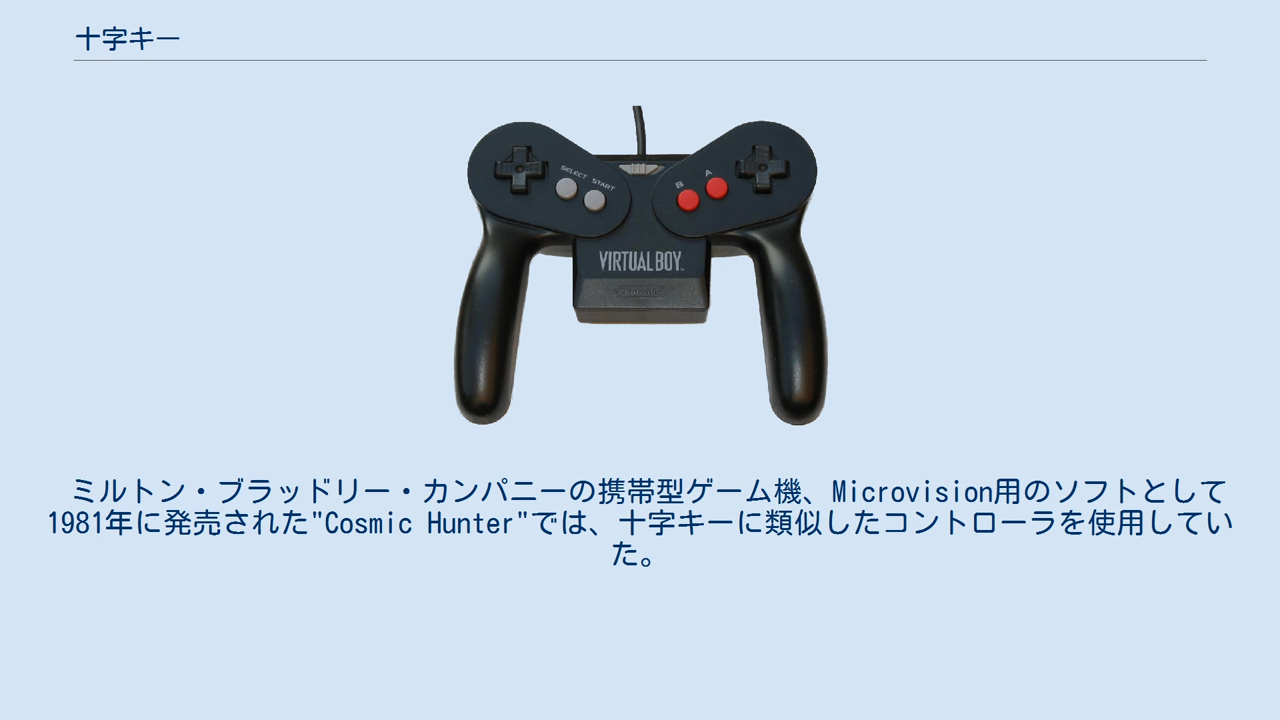 十字キー
SELECT START
B A
VIRTUAL BOY
Nintendo
ミルトン・ブラッドリー・カンパニーの携帯型ゲーム機、Microvision用のソフトとして
1981年に発売された"Cosmic Hunter"では、十字キーに類似したコントローラを使用してい
た。